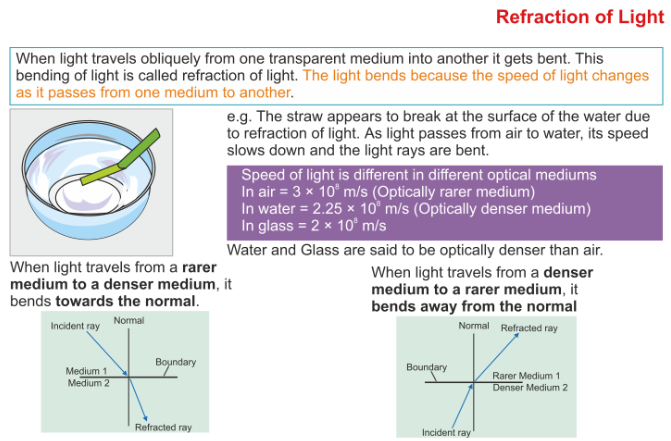 Refraction of Light
When light travels obliquely from one transparent medium into another it gets bent. This
bending of light is called refraction of light. The light bends because the speed of light changes
as it passes from one medium to another.
e.g. The straw appears to break at the surface of the water due
to refraction of light. As light passes from air to water, its speed
slows down and the light rays are bent.
Speed of light is different in different optical mediums
In air = 3 × 10⁸ m/s (Optically rarer medium)
In water = 2.25 × 10⁸ m/s (Optically denser medium)
In glass = 2 × 10⁸ m/s
Water and Glass are said to be optically denser than air.
When light travels from a rarer
medium to a denser medium, it
bends towards the normal.
Incident ray
Normal
Boundary
Medium 1
Medium 2
Refracted ray
When light travels from a denser
medium to a rarer medium, it
bends away from the normal
Normal
Refracted ray
Boundary
Rarer Medium 1
Denser Medium 2
Incident ray